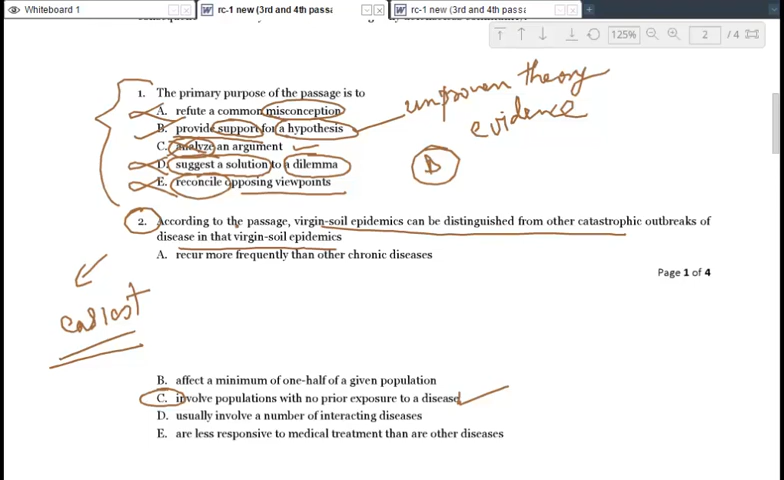 Whiteboard 1
rc-1 new (3rd and 4th passa
rc-1 new (3rd and 4th passa
125%
2 / 4
1. The primary purpose of the passage is to
A. refute a common misconception
B. provide support for a hypothesis
C. analyze an argument
D. suggest a solution to a dilemma
E. reconcile opposing viewpoints
unproven theory
evidence
B
2. According to the passage, virgin-soil epidemics can be distinguished from other catastrophic outbreaks of
disease in that virgin-soil epidemics
A. recur more frequently than other chronic diseases
Page 1 of 4
easiest
B. affect a minimum of one-half of a given population
C. involve populations with no prior exposure to a disease
D. usually involve a number of interacting diseases
E. are less responsive to medical treatment than are other diseases